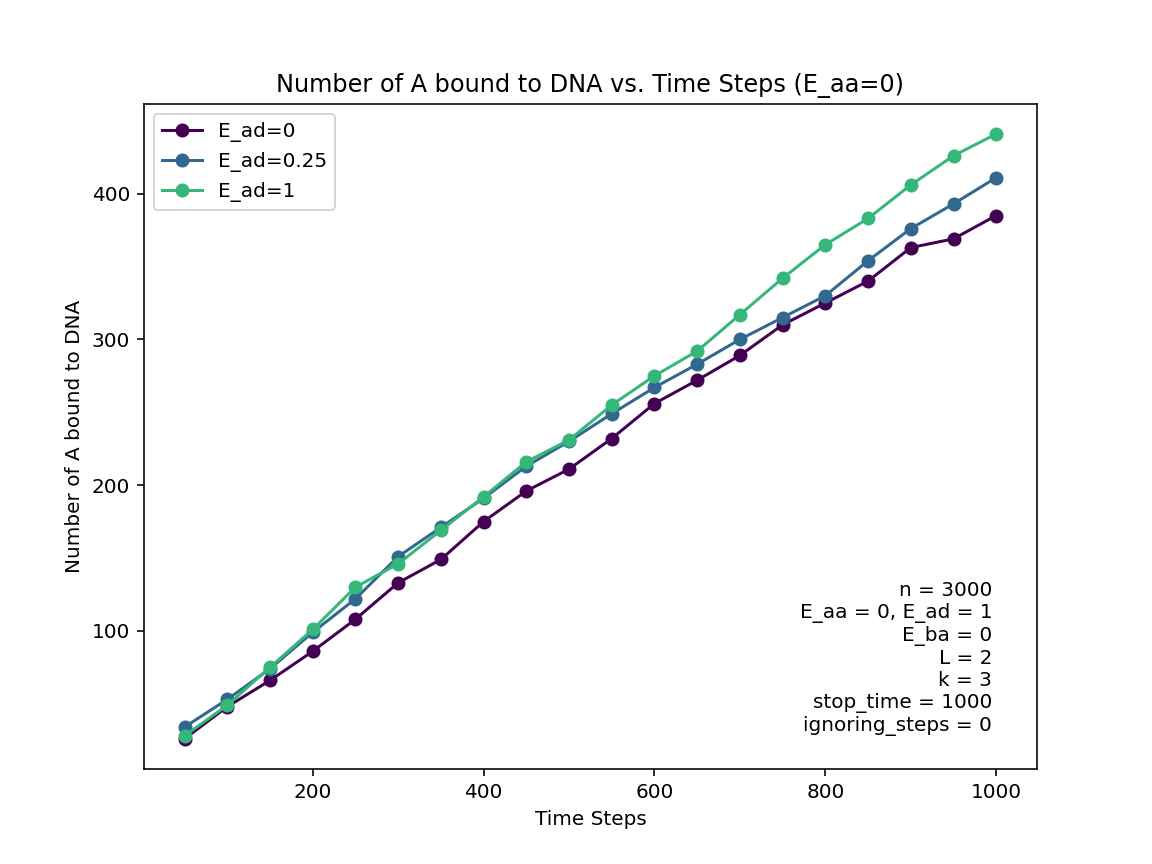 Number of A bound to DNA vs. Time Steps (E_aa=0)
E_ad=0
E_ad=0.25
E_ad=1
400
300
200
100
Number of A bound to DNA
n = 3000
E_aa = 0, E_ad = 1
E_ba = 0
L = 2
k = 3
stop_time = 1000
ignoring_steps = 0
200 400 600 800 1000
Time Steps